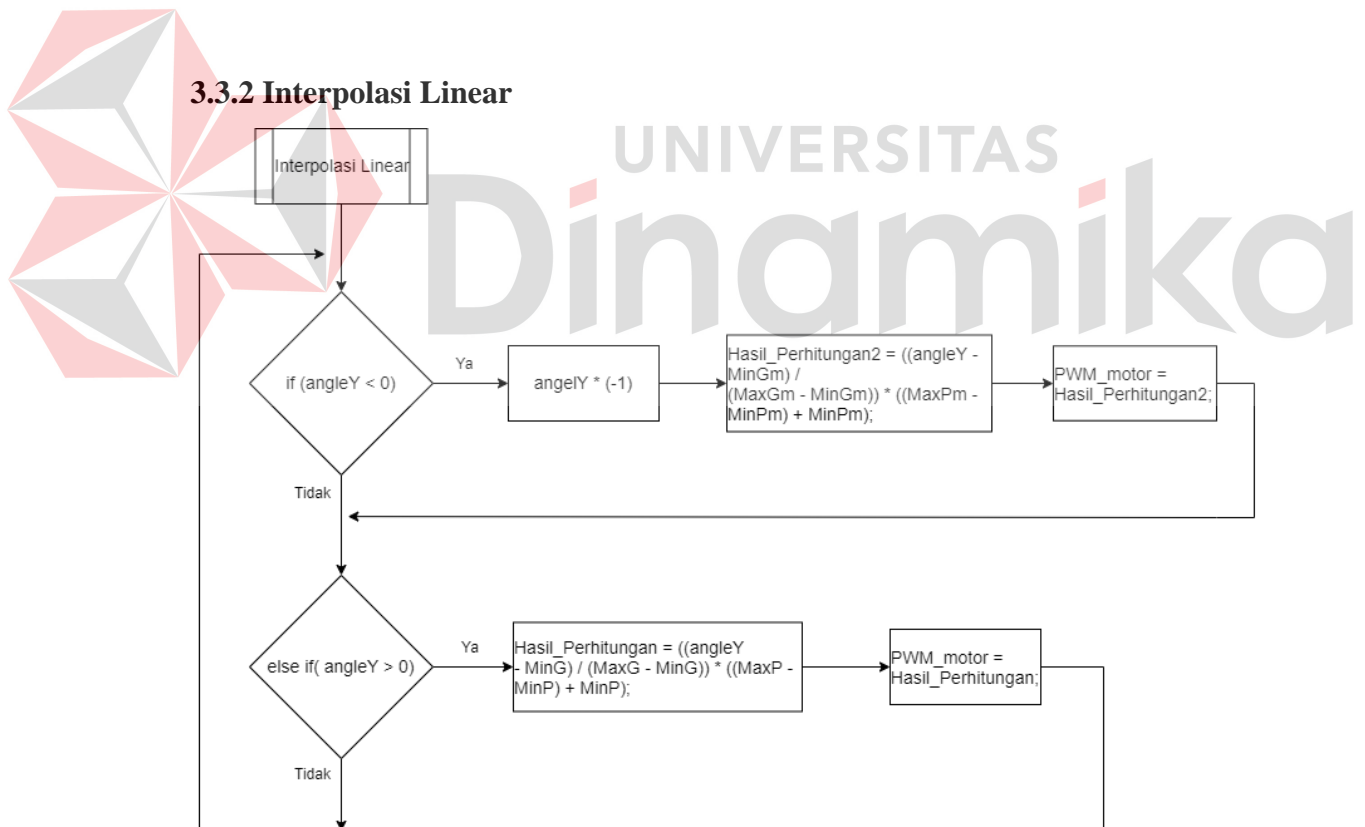 3.3.2 Interpolasi Linear
UNIVERSITAS
Dinamika
Interpolasi Linear
if (angleY < 0)
Ya
angelY * (-1)
Hasil_Perhitungan2 = ((angleY -
MinGm) /
(MaxGm - MinGm)) * ((MaxPm -
MinPm) + MinPm);
PWM_motor =
Hasil_Perhitungan2;
Tidak
else if( angleY > 0)
Ya
Hasil_Perhitungan = ((angleY
- MinG) / (MaxG - MinG)) * ((MaxP -
MinP) + MinP);
PWM_motor =
Hasil_Perhitungan;
Tidak